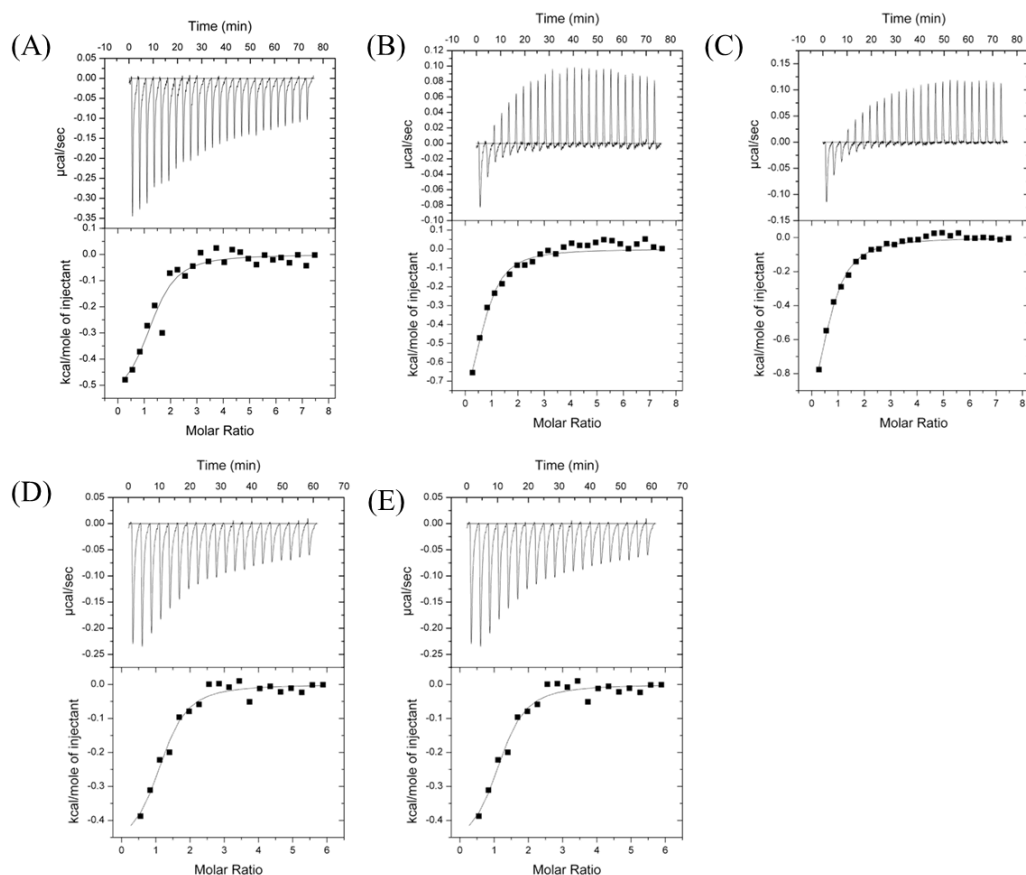 (A)
Time (min)
-10 0 10 20 30 40 50 60 70 80
0.05
0.00
-0.05
-0.10
-0.15
-0.20
-0.25
-0.30
-0.35
µcal/sec
0.1
0.0
-0.1
-0.2
-0.3
-0.4
-0.5
kcal/mole of injectant
0 1 2 3 4 5 6 7 8
Molar Ratio
(B)
Time (min)
-10 0 10 20 30 40 50 60 70 80
0.12
0.10
0.08
0.06
0.04
0.02
0.00
-0.02
-0.04
-0.06
-0.08
-0.10
µcal/sec
0.1
0.0
-0.1
-0.2
-0.3
-0.4
-0.5
-0.6
-0.7
kcal/mole of injectant
0 1 2 3 4 5 6 7 8
Molar Ratio
(C)
Time (min)
-10 0 10 20 30 40 50 60 70 80
0.15
0.10
0.05
0.00
-0.05
-0.10
-0.15
µcal/sec
0.0
-0.2
-0.4
-0.6
-0.8
kcal/mole of injectant
0 1 2 3 4 5 6 7 8
Molar Ratio
(D)
Time (min)
0 10 20 30 40 50 60 70
0.05
0.00
-0.05
-0.10
-0.15
-0.20
-0.25
µcal/sec
0.0
-0.1
-0.2
-0.3
-0.4
kcal/mole of injectant
0 1 2 3 4 5 6
Molar Ratio
(E)
Time (min)
0 10 20 30 40 50 60 70
0.05
0.00
-0.05
-0.10
-0.15
-0.20
-0.25
µcal/sec
0.0
-0.1
-0.2
-0.3
-0.4
kcal/mole of injectant
0 1 2 3 4 5 6
Molar Ratio